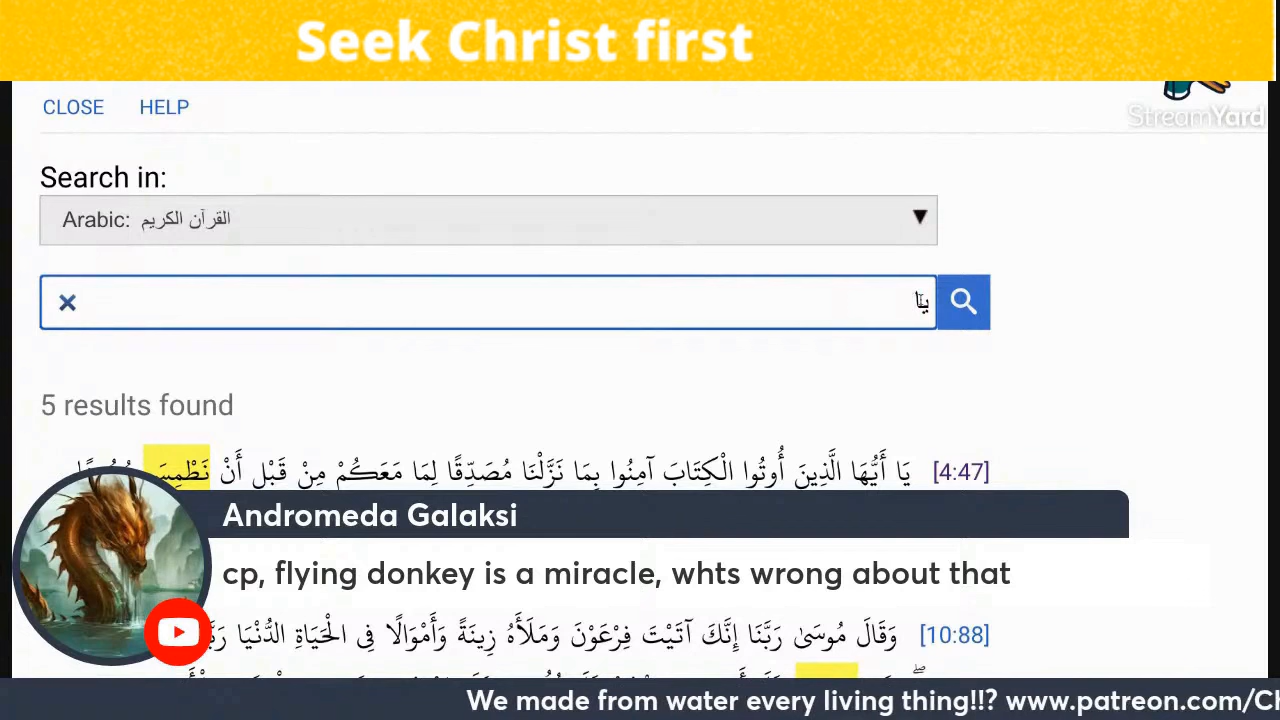 Seek Christ first
CLOSE HELP
StreamYard
Search in:
Arabic: القرآن الكريم
5 results found
يَا أَيُّهَا الَّذِينَ أُوتُوا الْكِتَابَ آمِنُوا بِمَا نَزَّلْنَا مُصَدِّقًا لِمَا مَعَكُمْ مِنْ قَبْلِ أَنْ نَطْمِسَ [4:47]
Andromeda Galaksi
cp, flying donkey is a miracle, whts wrong about that
وَقَالَ مُوسَىٰ رَبَّنَا إِنَّكَ آتَيْتَ فِرْعَوْنَ وَمَلَأَهُ زِينَةً وَأَمْوَالًا فِي الْحَيَاةِ الدُّنْيَا [10:88]
We made from water every living thing!!? www.patreon.com/Ch